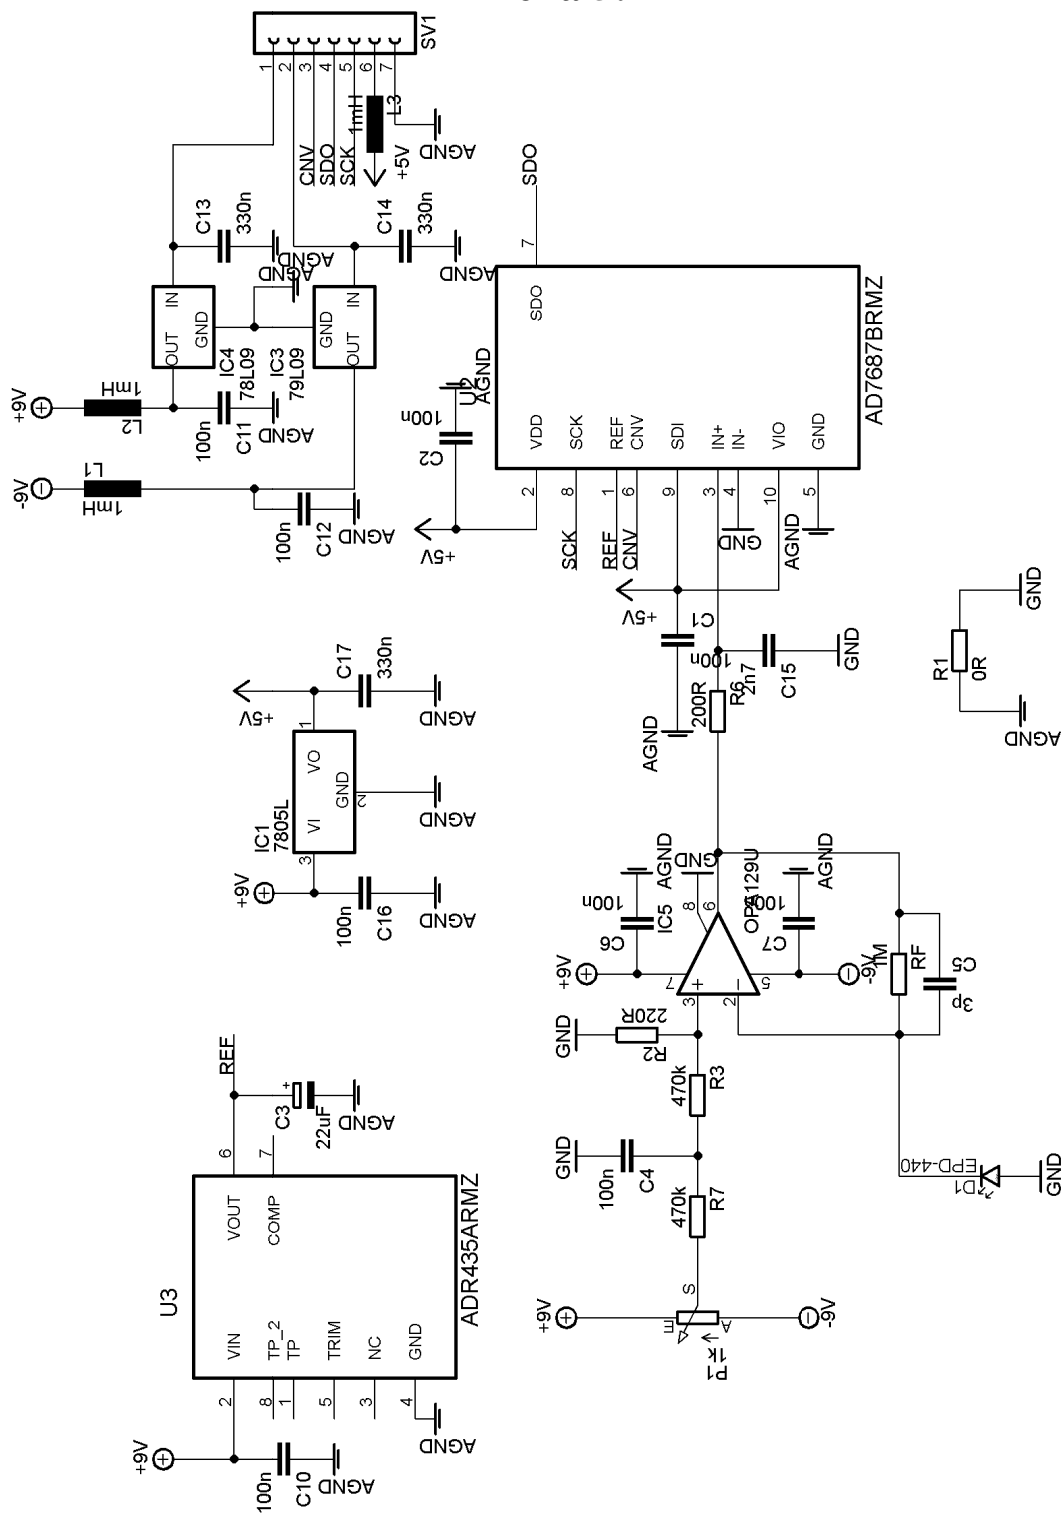 SV1
1
2
3
4
5
6
7
CNV
SDO
SCK
1mH
L3
+5V
AGND
C13
330n
AGND
C14
330n
AGND
AGND
IN
OUT
GND
IC4
78L09
IN
OUT
GND
IC3
79L09
+9V
1mH
L2
100n
C11
AGND
-9V
L1
1mH
100n
C12
AGND
SDO
7
SDO
U2
AD7687BRMZ
VDD
SCK
REF
CNV
SDI
IN+
IN-
VIO
GND
2
8
1
6
9
3
4
10
5
AGND
100n
C2
+5V
SCK
REF
CNV
GND
AGND
+5V
C1
100n
AGND
200R
R6
2n7
C15
GND
R1
0R
GND
AGND
+5V
C17
330n
AGND
1
VO
GND
2
VI
3
IC1
7805L
AGND
+9V
100n
C16
AGND
100n
C6
AGND
IC5
GND
8
6
OPA129U
100n
C7
AGND
+9V
7
5
-9V
3
2
+
-
1M
RF
C5
3p
GND
220R
R2
470k
R3
GND
100n
C4
470k
R7
EPD-440
D1
GND
+9V
E
S
A
-9V
P1
1k
REF
C3
+
22uF
AGND
6
7
VOUT
COMP
U3
ADR435ARMZ
VIN
TP_2
TP
TRIM
NC
GND
2
8
1
5
3
4
+9V
100n
C10
AGND
AGND